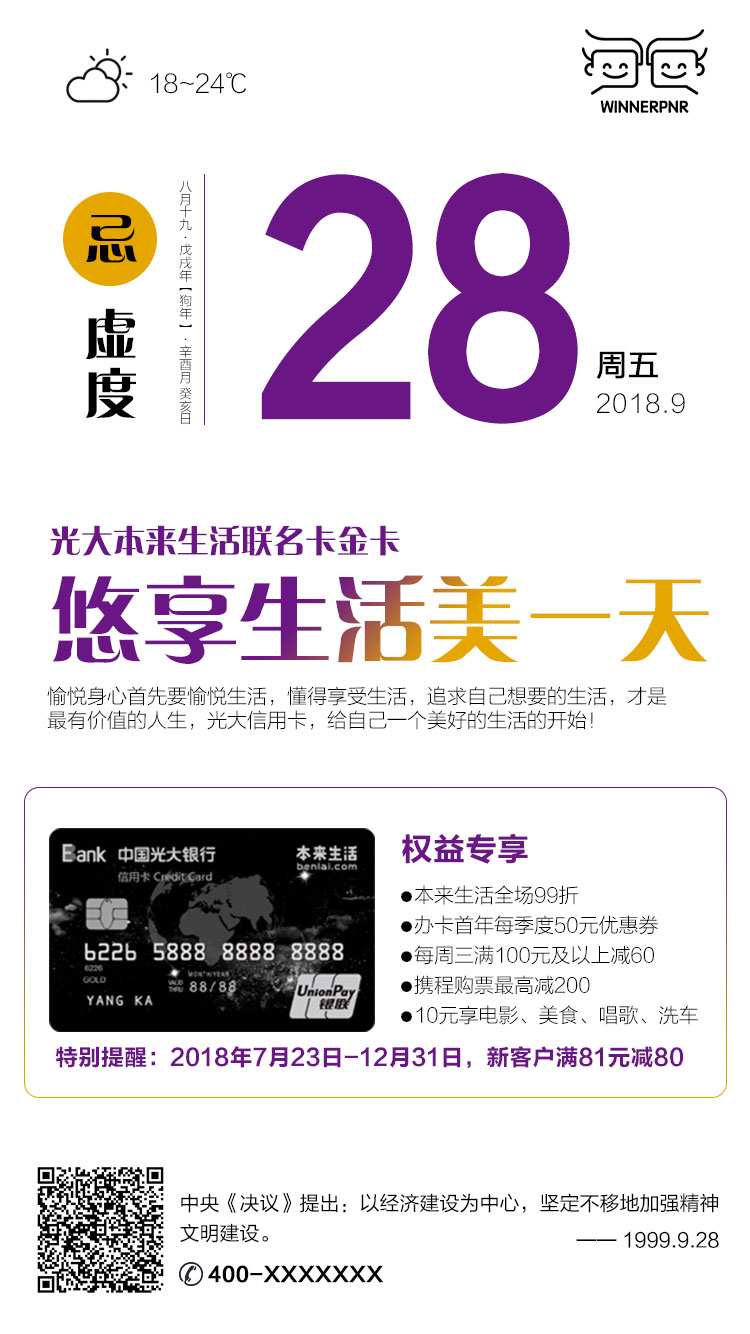 18~24℃
WINNERPNR
忌
虚度
八月十九·戊戌年【狗年】·辛酉月 癸亥日
28
周五
2018.9
光大本来生活联名卡金卡
悠享生活美一天
愉悦身心首先要愉悦生活，懂得享受生活，追求自己想要的生活，才是
最有价值的人生，光大信用卡，给自己一个美好的生活的开始！
Bank 中国光大银行
信用卡 Credit Card
本来生活
benlai.com
6226 5888 8888 8888
6226
GOLD
MONTH/YEAR
VALID THRU 88/88
YANG KA
UnionPay
银联
权益专享
●本来生活全场99折
●办卡首年每季度50元优惠券
●每周三满100元及以上减60
●携程购票最高减200
●10元享电影、美食、唱歌、洗车
特别提醒：2018年7月23日-12月31日，新客户满81元减80
中央《决议》提出：以经济建设为中心，坚定不移地加强精神
文明建设。
—— 1999.9.28
400-XXXXXXX